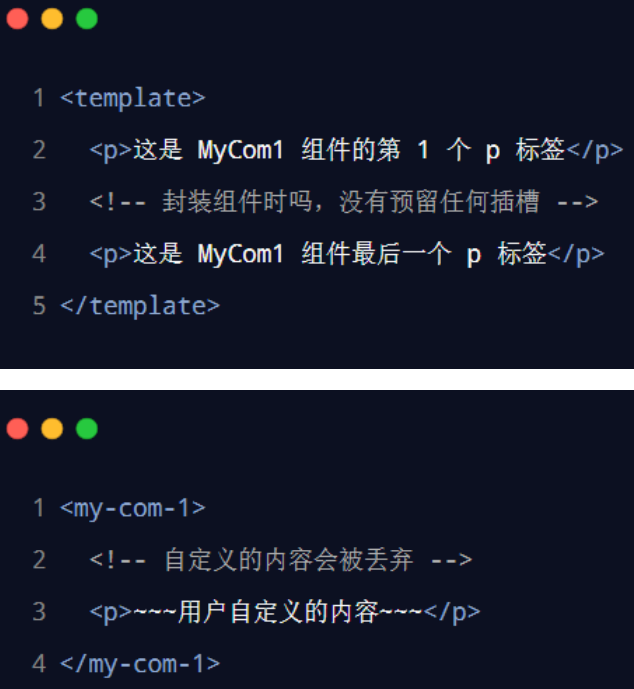 1 <template>
2   <p>这是 MyCom1 组件的第 1 个 p 标签</p>
3   <!-- 封装组件时吗，没有预留任何插槽 -->
4   <p>这是 MyCom1 组件最后一个 p 标签</p>
5 </template>
1 <my-com-1>
2   <!-- 自定义的内容会被丢弃 -->
3   <p>~~~用户自定义的内容~~~</p>
4 </my-com-1>